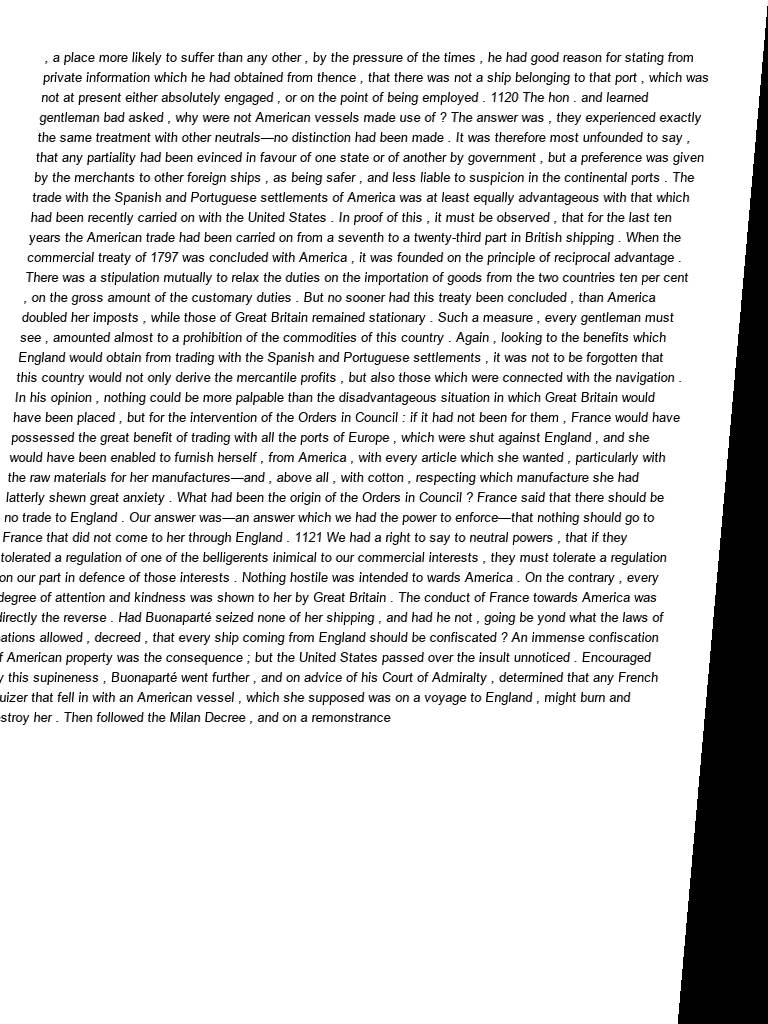 , a place more likely to suffer than any other , by the pressure of the times , he had good reason for stating from
private information which he had obtained from thence , that there was not a ship belonging to that port , which was
not at present either absolutely engaged , or on the point of being employed . 1120 The hon . and learned
gentleman bad asked , why were not American vessels made use of ? The answer was , they experienced exactly
the same treatment with other neutrals—no distinction had been made . It was therefore most unfounded to say ,
that any partiality had been evinced in favour of one state or of another by government , but a preference was given
by the merchants to other foreign ships , as being safer , and less liable to suspicion in the continental ports . The
trade with the Spanish and Portuguese settlements of America was at least equally advantageous with that which
had been recently carried on with the United States . In proof of this , it must be observed , that for the last ten
years the American trade had been carried on from a seventh to a twenty-third part in British shipping . When the
commercial treaty of 1797 was concluded with America , it was founded on the principle of reciprocal advantage .
There was a stipulation mutually to relax the duties on the importation of goods from the two countries ten per cent
, on the gross amount of the customary duties . But no sooner had this treaty been concluded , than America
doubled her imposts , while those of Great Britain remained stationary . Such a measure , every gentleman must
see , amounted almost to a prohibition of the commodities of this country . Again , looking to the benefits which
England would obtain from trading with the Spanish and Portuguese settlements , it was not to be forgotten that
this country would not only derive the mercantile profits , but also those which were connected with the navigation .
In his opinion , nothing could be more palpable than the disadvantageous situation in which Great Britain would
have been placed , but for the intervention of the Orders in Council : if it had not been for them , France would have
possessed the great benefit of trading with all the ports of Europe , which were shut against England , and she
would have been enabled to furnish herself , from America , with every article which she wanted , particularly with
the raw materials for her manufactures—and , above all , with cotton , respecting which manufacture she had
latterly shewn great anxiety . What had been the origin of the Orders in Council ? France said that there should be
no trade to England . Our answer was—an answer which we had the power to enforce—that nothing should go to
France that did not come to her through England . 1121 We had a right to say to neutral powers , that if they
tolerated a regulation of one of the belligerents inimical to our commercial interests , they must tolerate a regulation
on our part in defence of those interests . Nothing hostile was intended to wards America . On the contrary , every
degree of attention and kindness was shown to her by Great Britain . The conduct of France towards America was
directly the reverse . Had Buonaparté seized none of her shipping , and had he not , going be yond what the laws of
ations allowed , decreed , that every ship coming from England should be confiscated ? An immense confiscation
f American property was the consequence ; but the United States passed over the insult unnoticed . Encouraged
y this supineness , Buonaparté went further , and on advice of his Court of Admiralty , determined that any French
uizer that fell in with an American vessel , which she supposed was on a voyage to England , might burn and
stroy her . Then followed the Milan Decree , and on a remonstrance